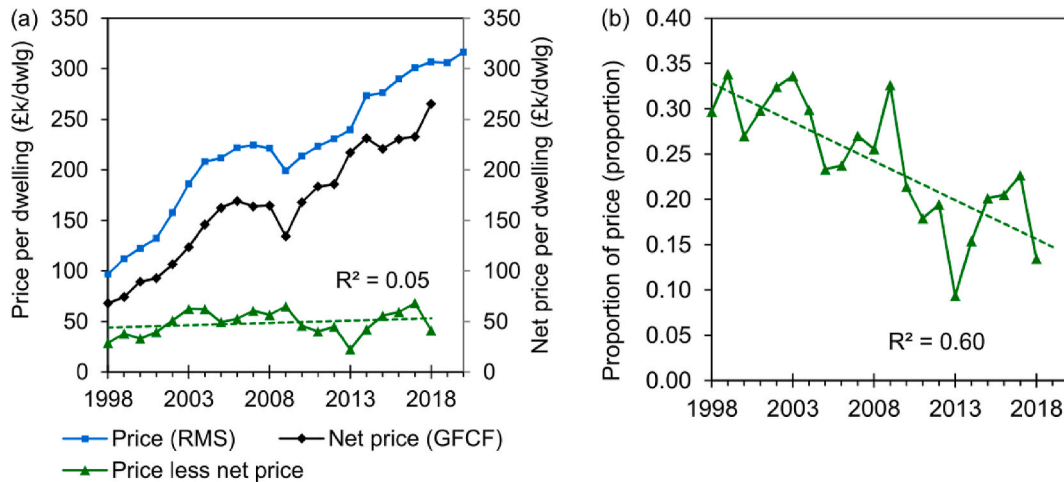 (a)
350
300
250
200
150
100
50
0
Price per dwelling (£k/dwlg)
350
300
250
200
150
100
50
0
Net price per dwelling (£k/dwlg)
R² = 0.05
1998 2003 2008 2013 2018
Price (RMS) Net price (GFCF)
Price less net price
(b)
0.40
0.35
0.30
0.25
0.20
0.15
0.10
0.05
0.00
Proportion of price (proportion)
R² = 0.60
1998 2003 2008 2013 2018